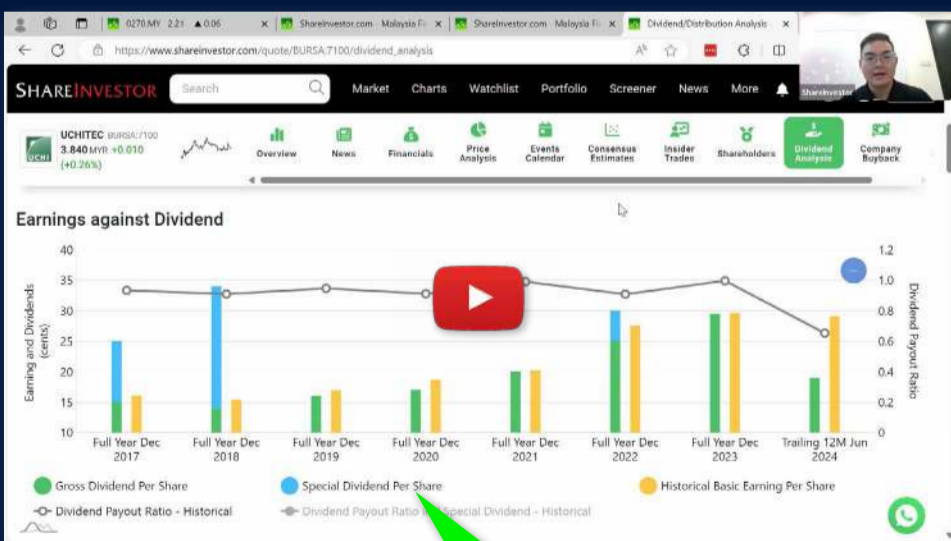 0270.MY 2.21 ▲0.06
ShareInvestor.com - Malaysia Fi
ShareInvestor.com - Malaysia Fi
Dividend/Distribution Analysis -
https://www.shareinvestor.com/quote/BURSA:7100/dividend_analysis
ShareInvestor
SHAREINVESTOR
Search
Market Charts Watchlist Portfolio Screener News More
UCHI
UCHITEC BURSA:7100
3.840 MYR +0.010
(+0.26%)
Overview
News
Financials
Price Analysis
Events Calendar
Consensus Estimates
Insider Trades
Shareholders
Dividend Analysis
Company Buyback
Earnings against Dividend
Earning and Dividends (cents)
40
35
30
25
20
15
10
1.2
1.0
0.8
0.6
0.4
0.2
0
Dividend Payout Ratio
Full Year Dec 2017
Full Year Dec 2018
Full Year Dec 2019
Full Year Dec 2020
Full Year Dec 2021
Full Year Dec 2022
Full Year Dec 2023
Trailing 12M Jun 2024
Gross Dividend Per Share
Special Dividend Per Share
Historical Basic Earning Per Share
Dividend Payout Ratio - Historical
Dividend Payout Ratio Special Dividend - Historical